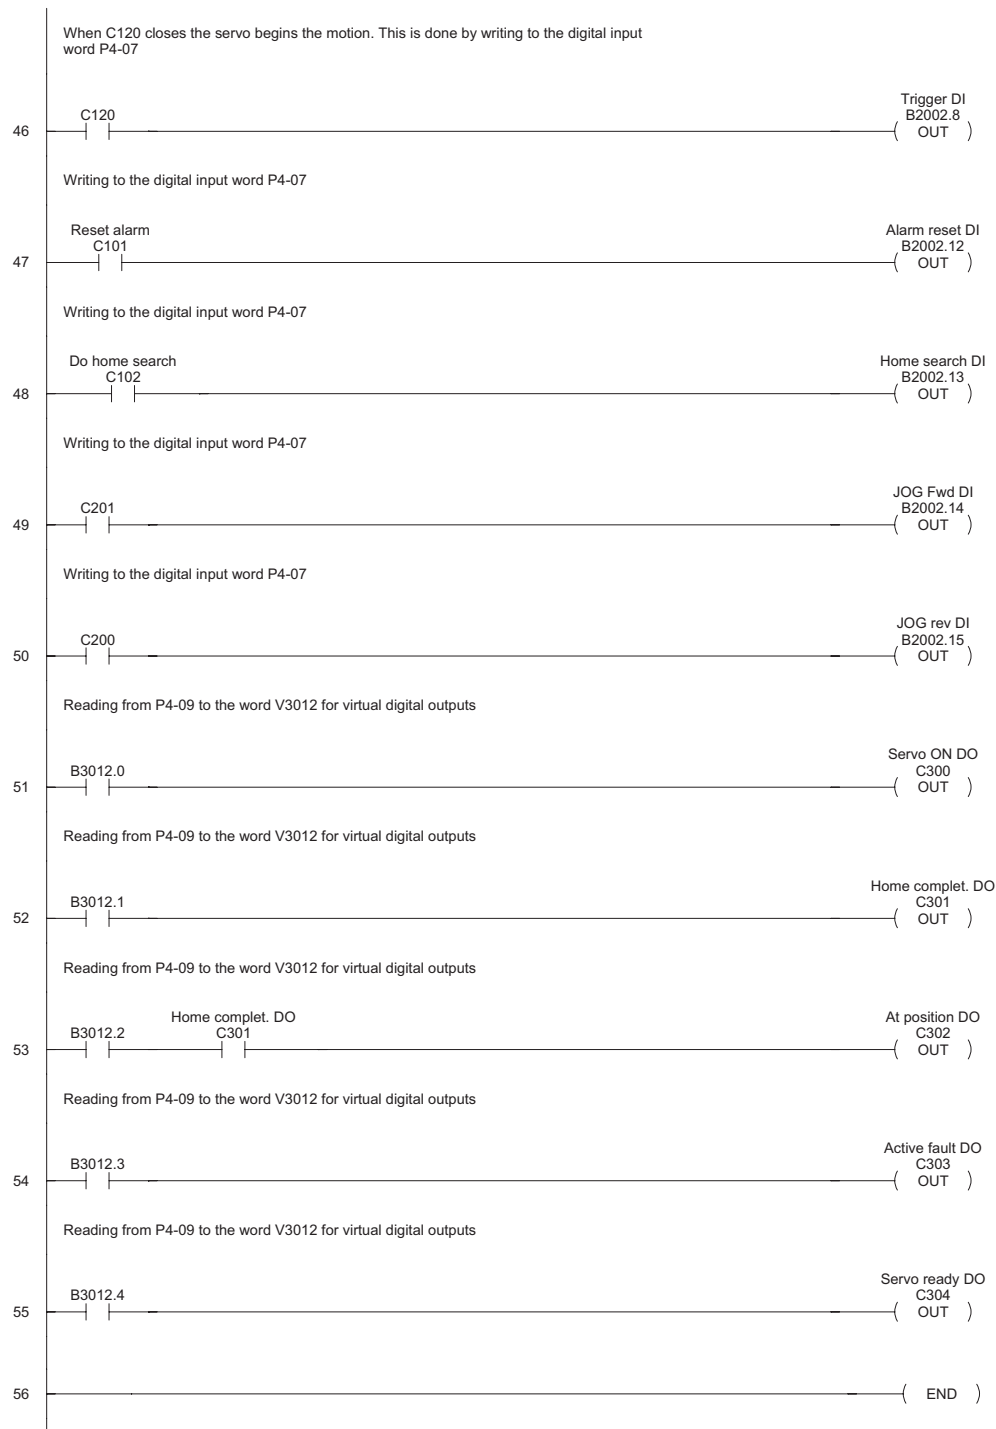 When C120 closes the servo begins the motion. This is done by writing to the digital input
word P4-07
Trigger DI
C120
B2002.8
46
OUT
Writing to the digital input word P4-07
Reset alarm
Alarm reset DI
C101
B2002.12
47
OUT
Writing to the digital input word P4-07
Do home search
Home search DI
C102
B2002.13
48
OUT
Writing to the digital input word P4-07
JOG Fwd DI
C201
B2002.14
49
OUT
Writing to the digital input word P4-07
JOG rev DI
C200
B2002.15
50
OUT
Reading from P4-09 to the word V3012 for virtual digital outputs
Servo ON DO
B3012.0
C300
51
OUT
Reading from P4-09 to the word V3012 for virtual digital outputs
Home complet. DO
B3012.1
C301
52
OUT
Reading from P4-09 to the word V3012 for virtual digital outputs
Home complet. DO
At position DO
B3012.2
C301
C302
53
OUT
Reading from P4-09 to the word V3012 for virtual digital outputs
Active fault DO
B3012.3
C303
54
OUT
Reading from P4-09 to the word V3012 for virtual digital outputs
Servo ready DO
B3012.4
C304
55
OUT
56
END